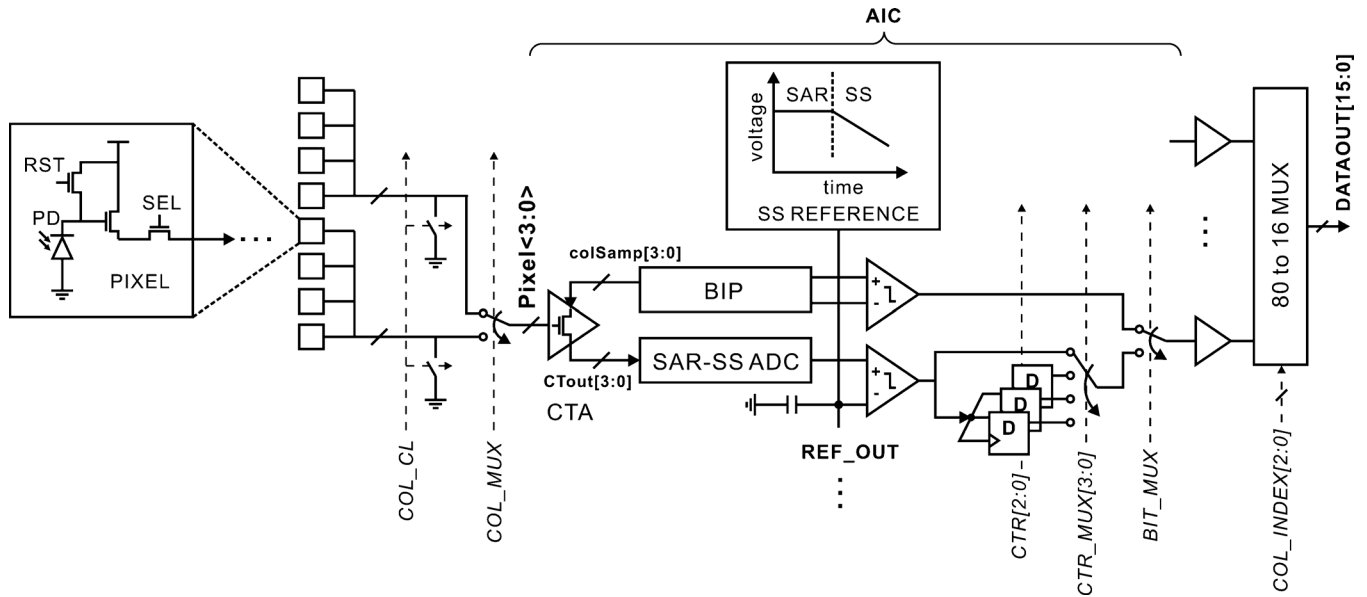 AIC
RST
PD
SEL
PIXEL
COL_CL
COL_MUX
Pixel<3:0>
colSamp[3:0]
CTout[3:0]
CTA
voltage
SAR
SS
time
SS REFERENCE
BIP
SAR-SS ADC
+
-
+
-
REF_OUT
D
D
D
CTR[2:0]
CTR_MUX[3:0]
BIT_MUX
80 to 16 MUX
COL_INDEX[2:0]
DATAOUT[15:0]